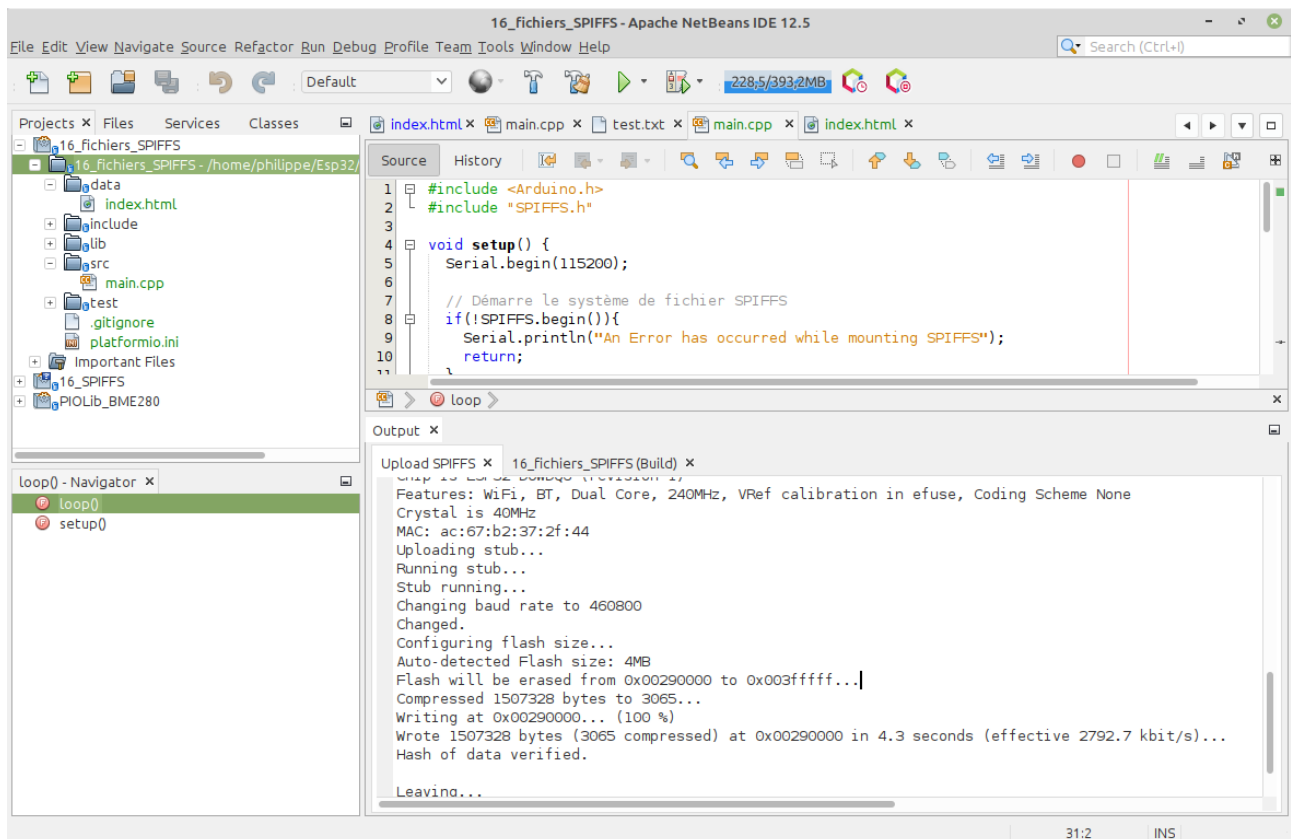 16_fichiers_SPIFFS - Apache NetBeans IDE 12.5
File Edit View Navigate Source Refactor Run Debug Profile Team Tools Window Help
Search (Ctrl+I)
Default
228,5/393,2MB
Projects Files Services Classes
16_fichiers_SPIFFS
16_fichiers_SPIFFS - /home/philippe/Esp32/
data
index.html
include
lib
src
main.cpp
test
.gitignore
platformio.ini
Important Files
16_SPIFFS
PIOLib_BME280
loop() - Navigator
loop()
setup()
index.html main.cpp test.txt main.cpp index.html
Source History
1 #include <Arduino.h>
2 #include "SPIFFS.h"
3
4 void setup() {
5 Serial.begin(115200);
6
7 // Démarre le système de fichier SPIFFS
8 if(!SPIFFS.begin()){
9 Serial.println("An Error has occurred while mounting SPIFFS");
10 return;
11 }
loop
Output
Upload SPIFFS 16_fichiers_SPIFFS (Build)
Features: WiFi, BT, Dual Core, 240MHz, VRef calibration in efuse, Coding Scheme None
Crystal is 40MHz
MAC: ac:67:b2:37:2f:44
Uploading stub...
Running stub...
Stub running...
Changing baud rate to 460800
Changed.
Configuring flash size...
Auto-detected Flash size: 4MB
Flash will be erased from 0x00290000 to 0x003fffff...
Compressed 1507328 bytes to 3065...
Writing at 0x00290000... (100 %)
Wrote 1507328 bytes (3065 compressed) at 0x00290000 in 4.3 seconds (effective 2792.7 kbit/s)...
Hash of data verified.
Leaving...
31:2 INS